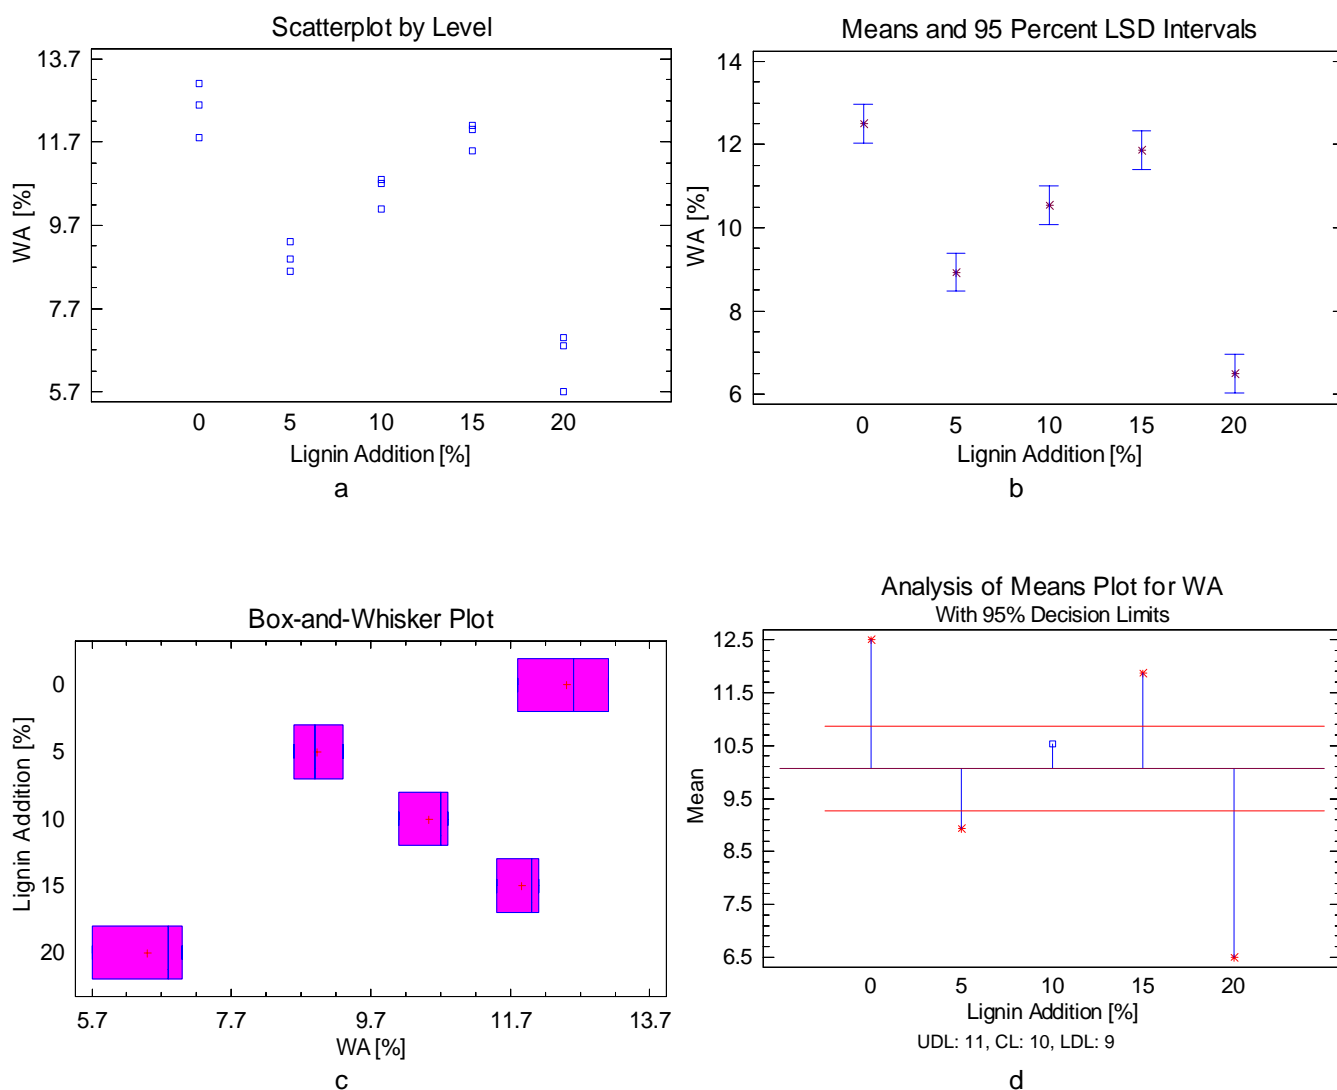 Scatterplot by Level
13.7
11.7
9.7
7.7
5.7
WA [%]
0 5 10 15 20
Lignin Addition [%]
a
Means and 95 Percent LSD Intervals
14
12
10
8
6
WA [%]
0 5 10 15 20
Lignin Addition [%]
b
Box-and-Whisker Plot
0
5
10
15
20
Lignin Addition [%]
5.7 7.7 9.7 11.7 13.7
WA [%]
c
Analysis of Means Plot for WA
With 95% Decision Limits
12.5
11.5
10.5
9.5
8.5
7.5
6.5
Mean
0 5 10 15 20
Lignin Addition [%]
UDL: 11, CL: 10, LDL: 9
d